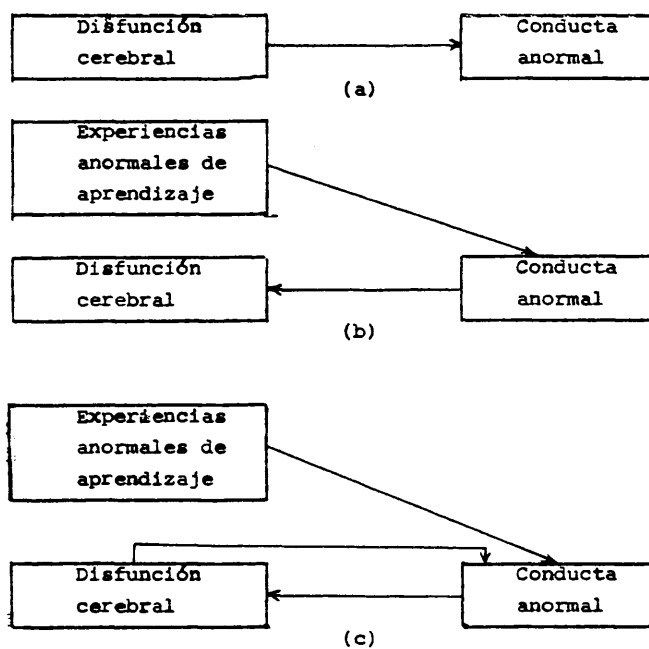 Disfunción
cerebral
Conducta
anormal
(a)
Experiencias
anormales de
aprendizaje
Disfunción
cerebral
Conducta
anormal
(b)
Experiencias
anormales de
aprendizaje
Disfunción
cerebral
Conducta
anormal
(c)